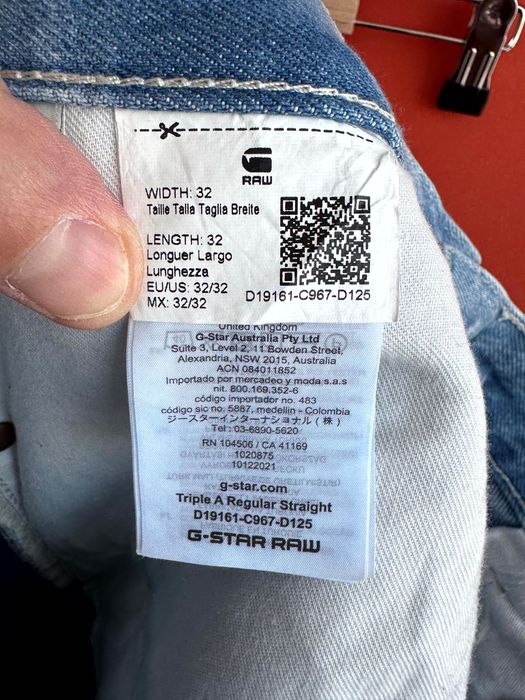 RAW
WIDTH: 32
Taille Talla Taglia Breite
LENGTH: 32
Longuer Largo
Lunghezza
EU/US: 32/32
MX: 32/32
D19161-C967-D125
United Kingdom
G-Star Australia Pty Ltd
Suite 3, Level 2, 11 Bowden Street,
Alexandria, NSW 2015, Australia
ACN 084011852
Importado por mercadeo y moda s.a.s
nit. 800.169.352-6
código importador no. 483
código sic no. 5887, medellin - Colombia
ジースターインターナショナル(株)
Tel : 03-6890-5620
RN 104506 / CA 41169
1020875
10122021
g-star.com
Triple A Regular Straight
D19161-C967-D125
G-STAR RAW